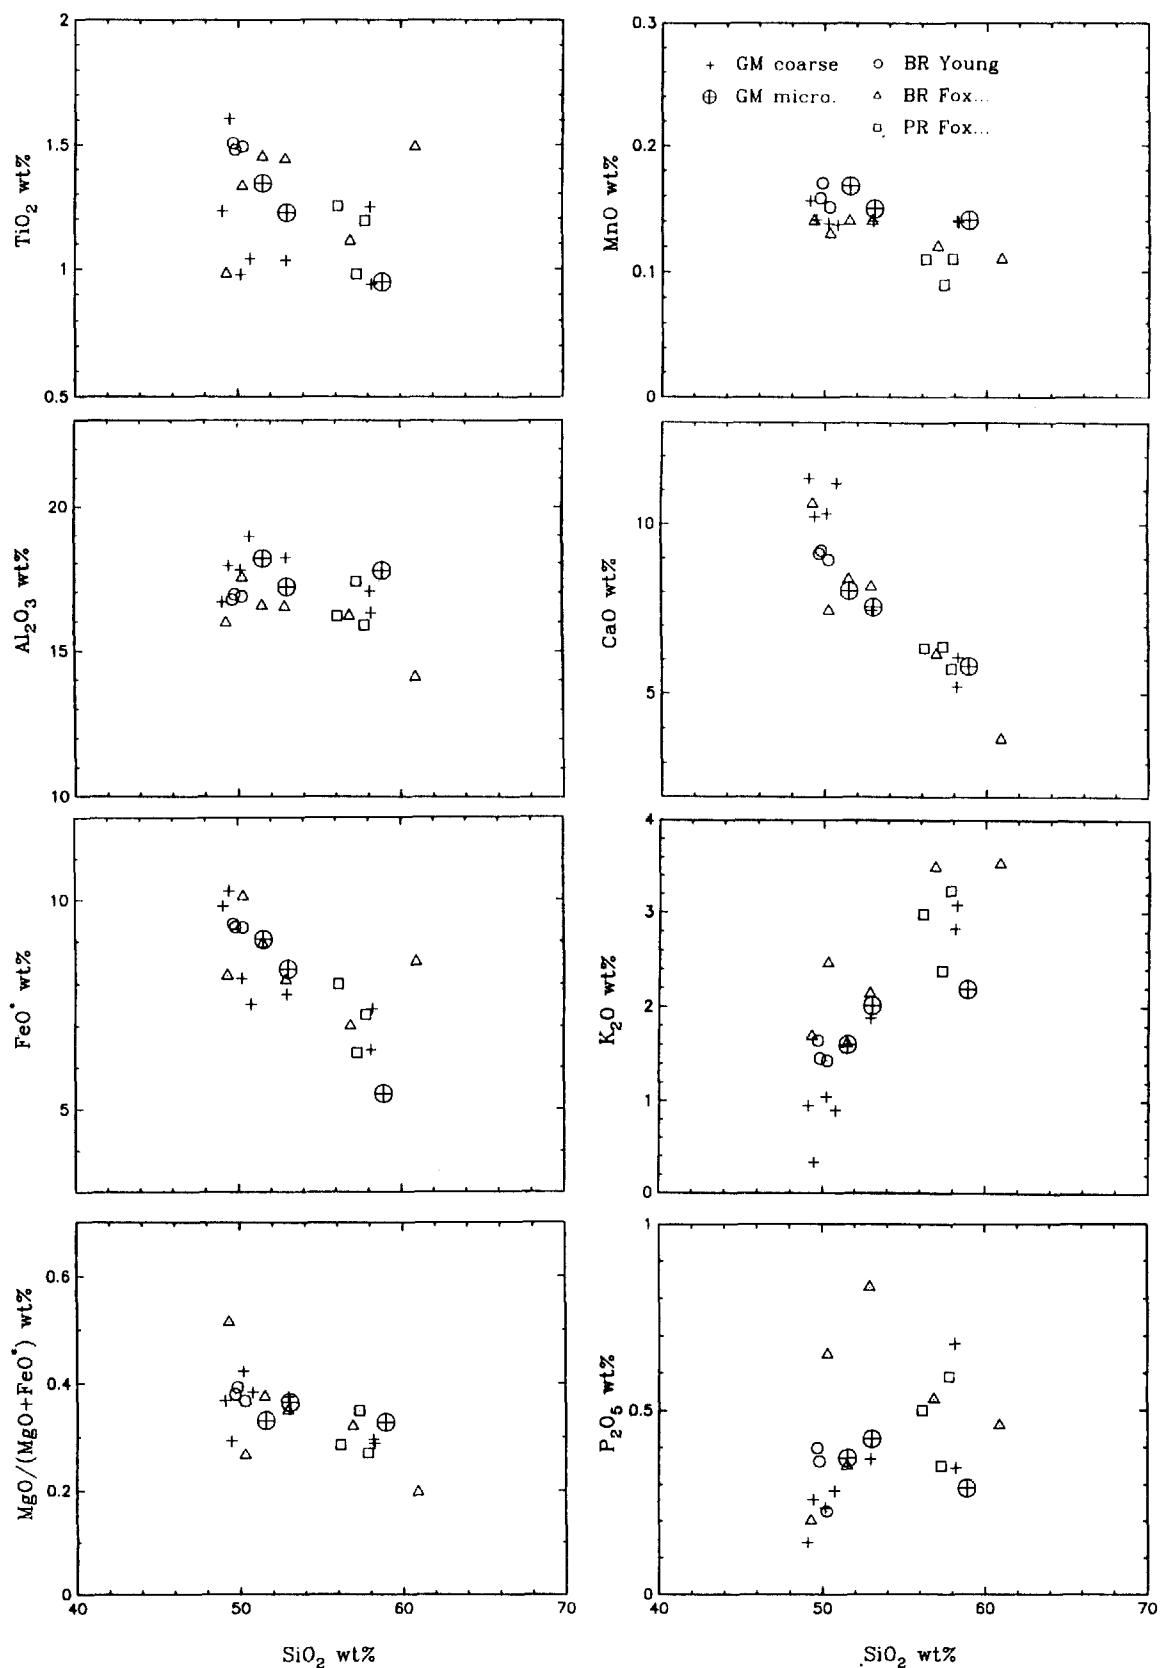 2
1.5
1
0.5
TiO2 wt%
0.3
0.2
0.1
0
MnO wt%
+ GM coarse
⊕ GM micro.
○ BR Young
△ BR Fox...
□ PR Fox...
20
15
10
Al2O3 wt%
10
5
CaO wt%
10
5
FeO* wt%
4
3
2
1
0
K2O wt%
0.6
0.4
0.2
0
MgO/(MgO+FeO*) wt%
40
50
60
70
SiO2 wt%
1
0.5
0
P2O5 wt%
40
50
60
70
SiO2 wt%